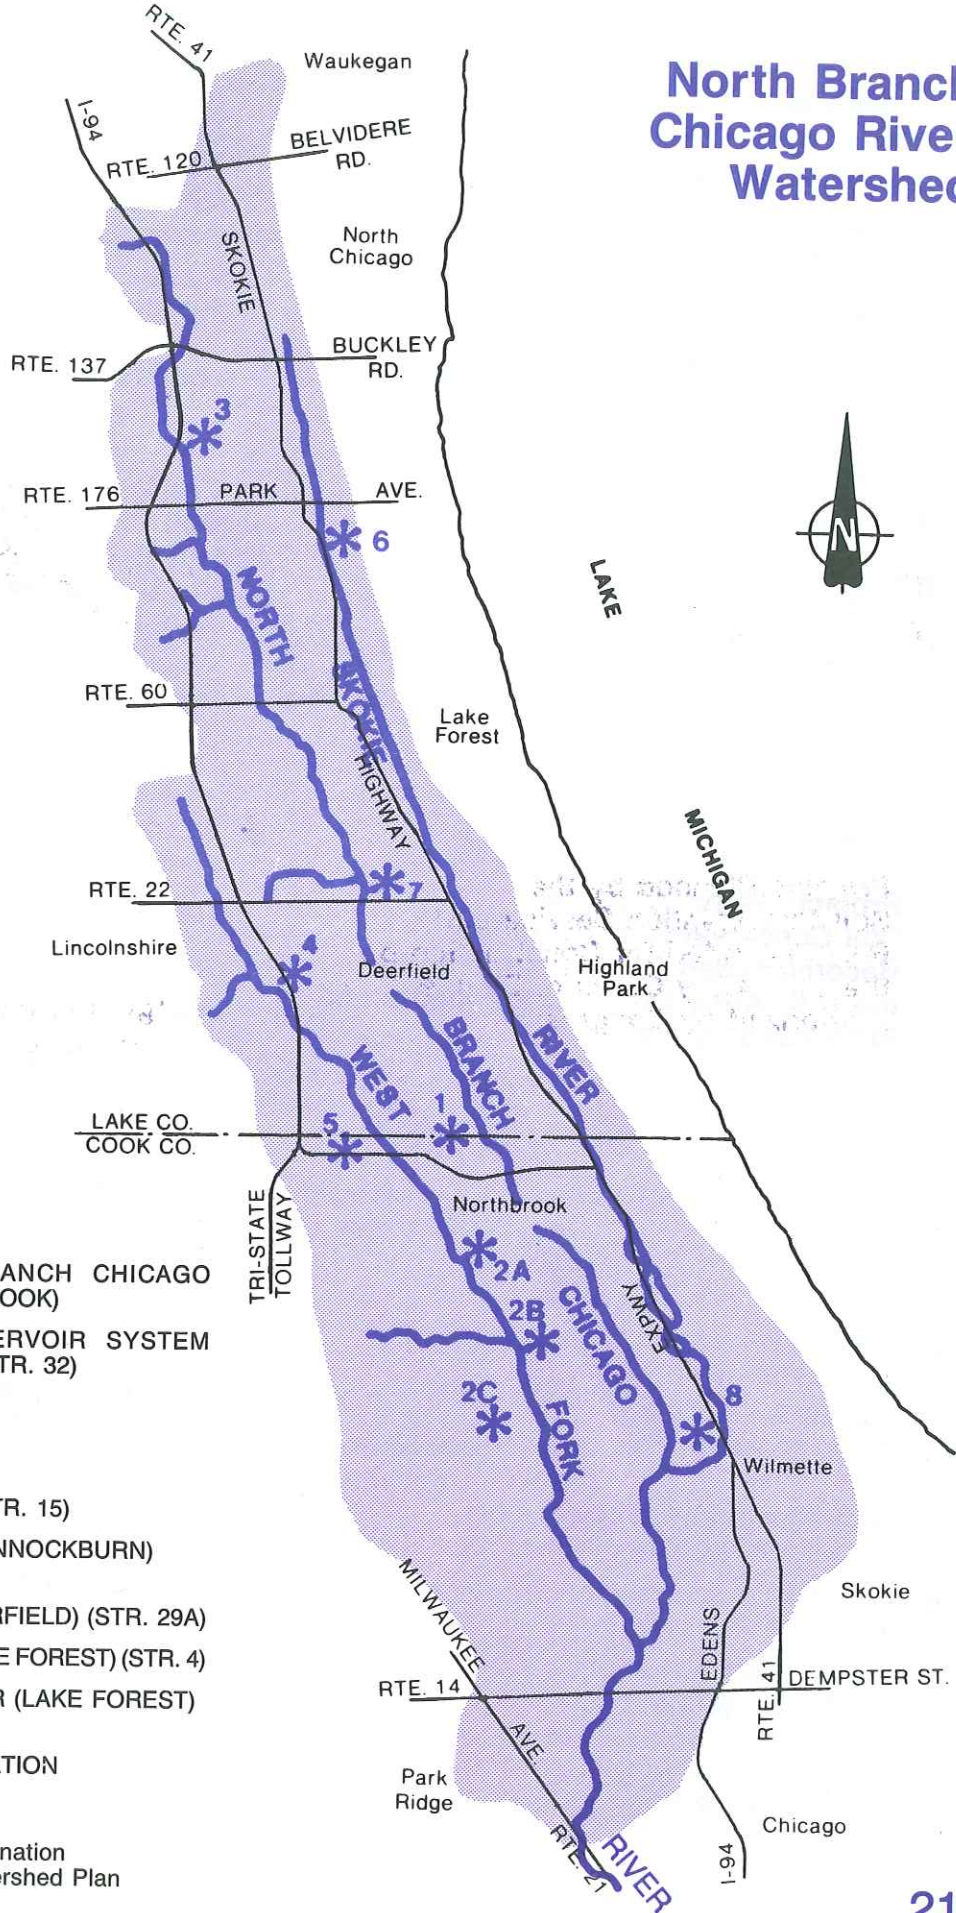 RTE. 41
Waukegan
North Branch
Chicago River
Watershed
I-94
BELVIDERE
RD.
RTE. 120
SKOKIE
North
Chicago
BUCKLEY
RD.
RTE. 137
3
RTE. 176
PARK
AVE.
6
N
LAKE
NORTH
SKOKIE
RTE. 60
Lake
Forest
HIGHWAY
MICHIGAN
7
RTE. 22
Lincolnshire
4
Deerfield
Highland
Park
BRANCH
RIVER
WEST
1
5
LAKE CO.
COOK CO.
TRI-STATE
TOLLWAY
Northbrook
2A
ANCH CHICAGO
OOK)
2B
CHICAGO
EXPWY
ERVOIR SYSTEM
TR. 32)
2C
FORK
8
Wilmette
TR. 15)
NNOCKBURN)
MILWAUKEE
Skokie
RFIELD) (STR. 29A)
E FOREST) (STR. 4)
EDENS
RTE. 41
DEMPSTER ST.
RTE. 14
R (LAKE FOREST)
AVE.
TION
Park
Ridge
Chicago
nation
ershed Plan
RTE. 21
RIVER
I-94
21